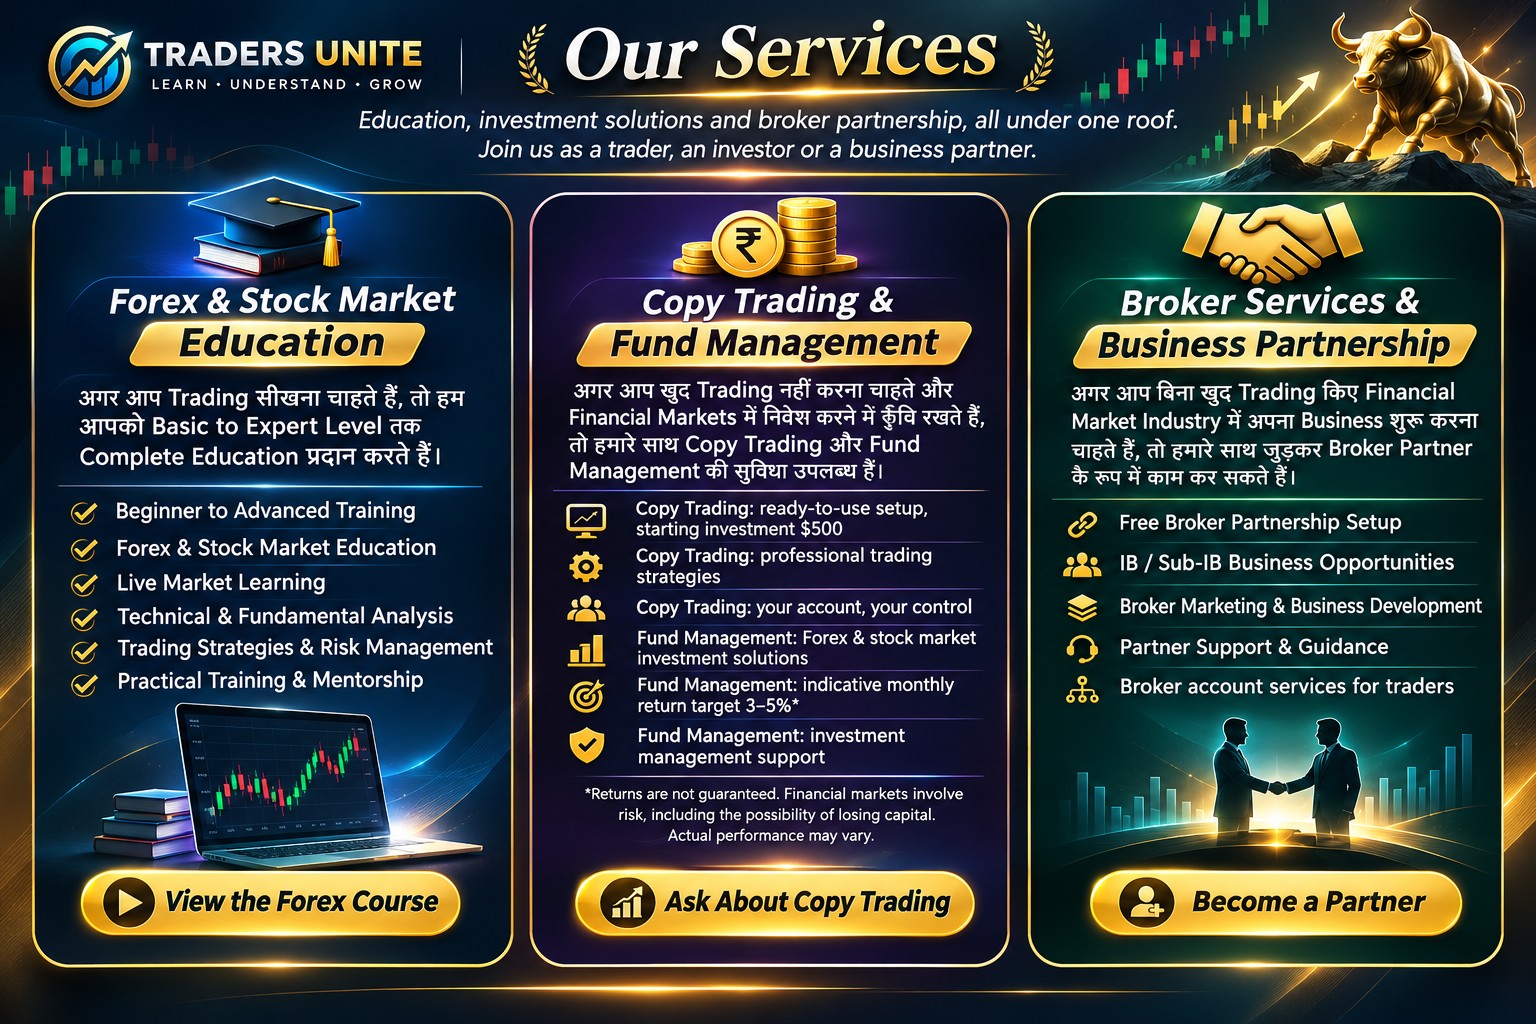 TRADERS UNITE
LEARN · UNDERSTAND · GROW
Our Services
Education, investment solutions and broker partnership, all under one roof.
Join us as a trader, an investor or a business partner.
Forex & Stock Market
Education
अगर आप Trading सीखना चाहते हैं, तो हम
आपको Basic to Expert Level तक
Complete Education प्रदान करते हैं।
Beginner to Advanced Training
Forex & Stock Market Education
Live Market Learning
Technical & Fundamental Analysis
Trading Strategies & Risk Management
Practical Training & Mentorship
View the Forex Course
₹
Copy Trading &
Fund Management
अगर आप खुद Trading नहीं करना चाहते और
Financial Markets में निवेश करने में रखते हैं,
तो हमारे साथ Copy Trading और Fund
Management की सुविधा उपलब्ध हैं।
Copy Trading: ready-to-use setup,
starting investment $500
Copy Trading: professional trading
strategies
Copy Trading: your account, your control
Fund Management: Forex & stock market
investment solutions
Fund Management: indicative monthly
return target 3–5%*
Fund Management: investment
management support
*Returns are not guaranteed. Financial markets involve
risk, including the possibility of losing capital.
Actual performance may vary.
Ask About Copy Trading
Broker Services &
Business Partnership
अगर आप बिना खुद Trading किए Financial
Market Industry में अपना Business शुरू करना
चाहते हैं, तो हमारे साथ जुड़कर Broker Partner
के रूप में काम कर सकते हैं।
Free Broker Partnership Setup
IB / Sub-IB Business Opportunities
Broker Marketing & Business Development
Partner Support & Guidance
Broker account services for traders
Become a Partner